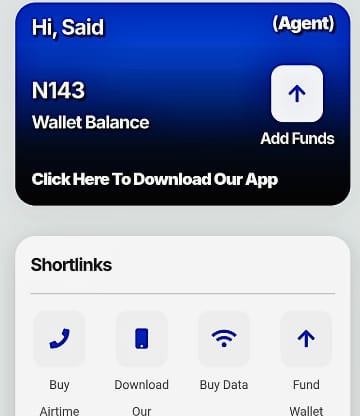 Hi, Said
(Agent)
N143
Wallet Balance
Add Funds
Click Here To Download Our App
Shortlinks
Buy Airtime
Download Our
Buy Data
Fund Wallet